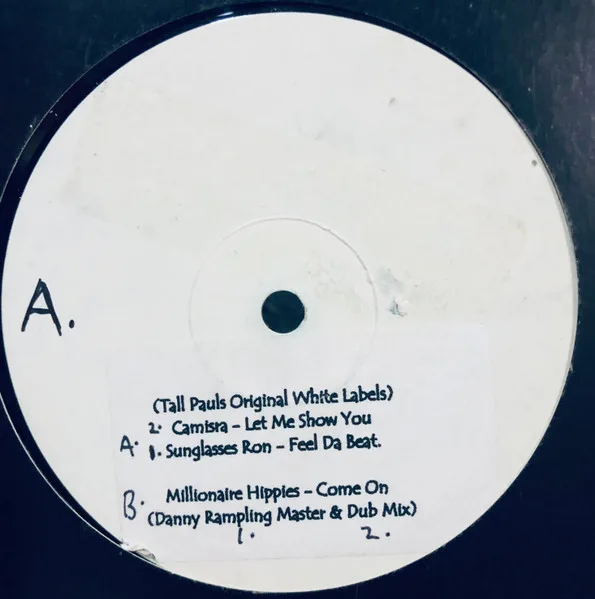 A.
(Tall Pauls Original White Labels)
2. Camisra – Let Me Show You
A. 1. Sunglasses Ron – Feel Da Beat.
B. Millionaire Hippies – Come On
(Danny Rampling Master & Dub Mix)
1. 2.